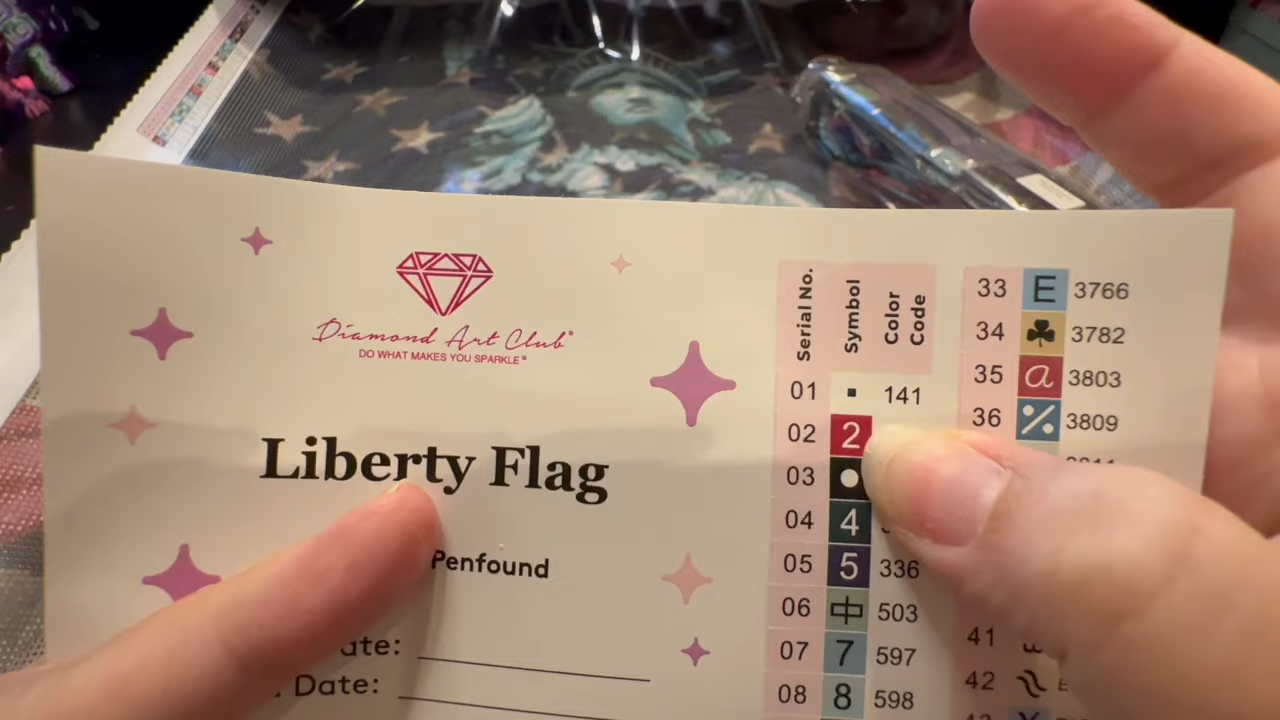 Diamond Art Club®
DO WHAT MAKES YOU SPARKLE®
Liberty Flag
Penfound
Date:
Serial No. Symbol Color Code
01 ▪ 141
02 2
03 ●
04 4
05 5 336
06 中 503
07 7 597
08 8 598
33 E 3766
34 ♣ 3782
35 a 3803
36 % 3809
41
42